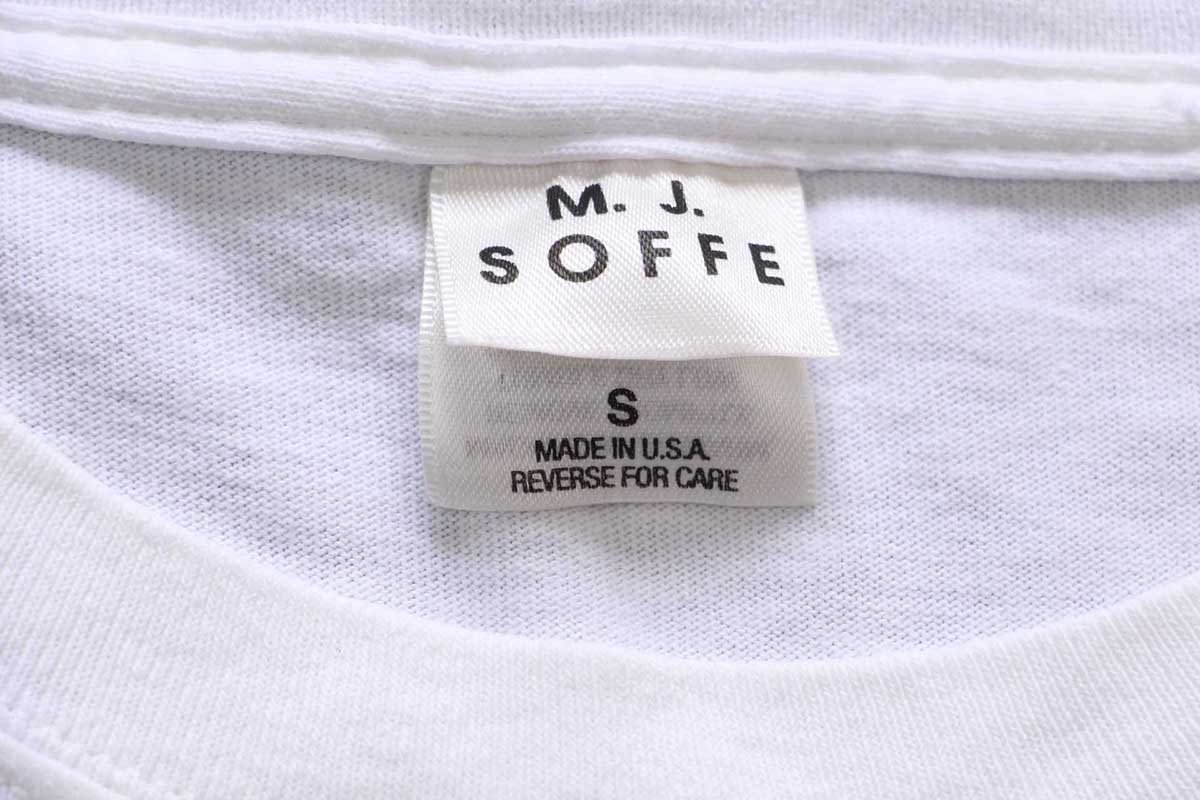 M. J.
SOFFE
S
MADE IN U.S.A.
REVERSE FOR CARE